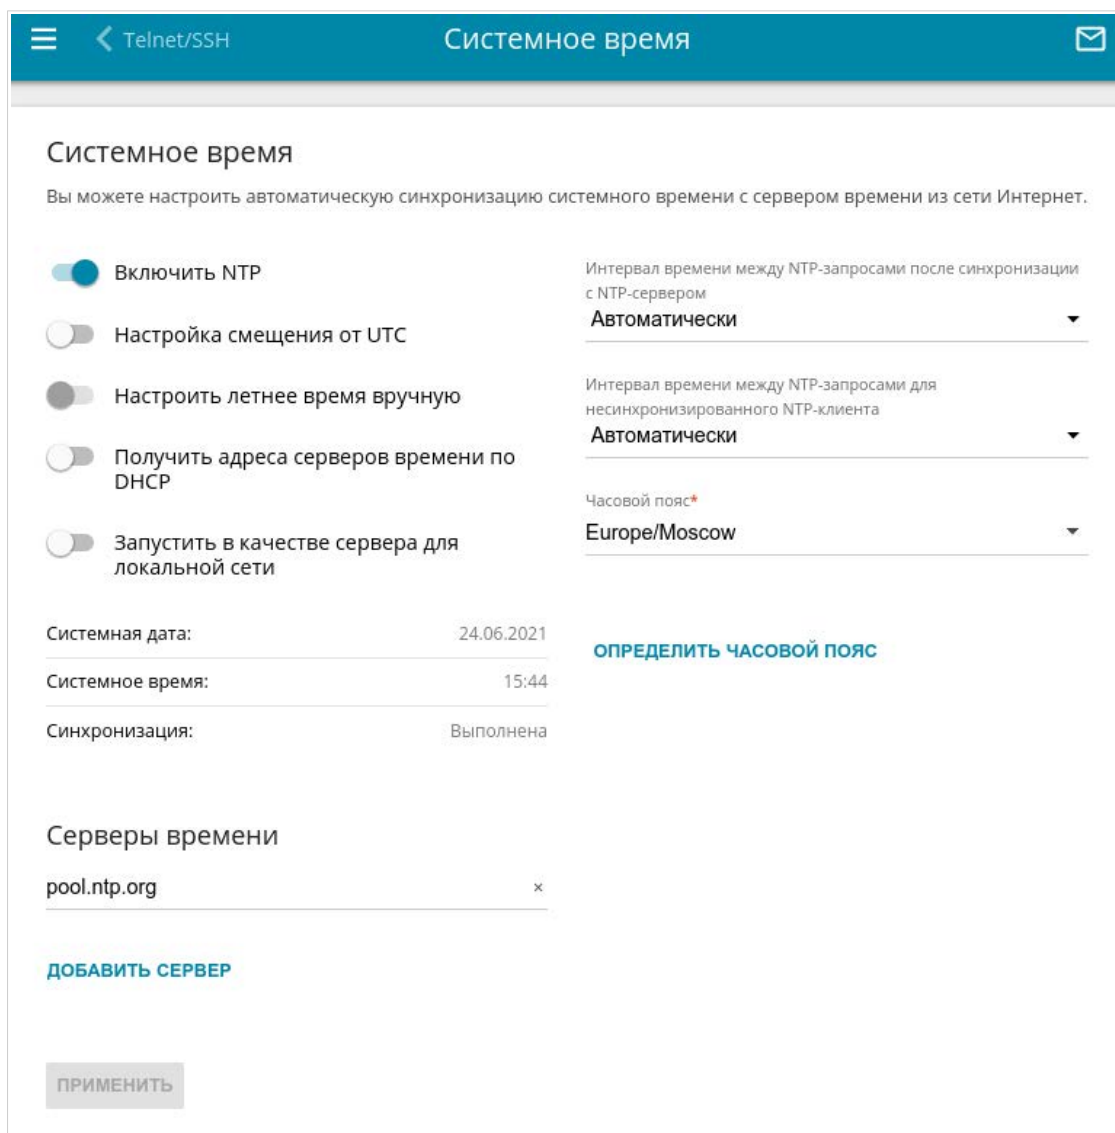 Telnet/SSH
Системное время
Системное время
Вы можете настроить автоматическую синхронизацию системного времени с сервером времени из сети Интернет.
Включить NTP
Настройка смещения от UTC
Настроить летнее время вручную
Получить адреса серверов времени по
DHCP
Запустить в качестве сервера для
локальной сети
Системная дата: 24.06.2021
Системное время: 15:44
Синхронизация: Выполнена
Интервал времени между NTP-запросами после синхронизации
с NTP-сервером
Автоматически
Интервал времени между NTP-запросами для
несинхронизированного NTP-клиента
Автоматически
Часовой пояс*
Europe/Moscow
ОПРЕДЕЛИТЬ ЧАСОВОЙ ПОЯС
Серверы времени
pool.ntp.org ×
ДОБАВИТЬ СЕРВЕР
ПРИМЕНИТЬ